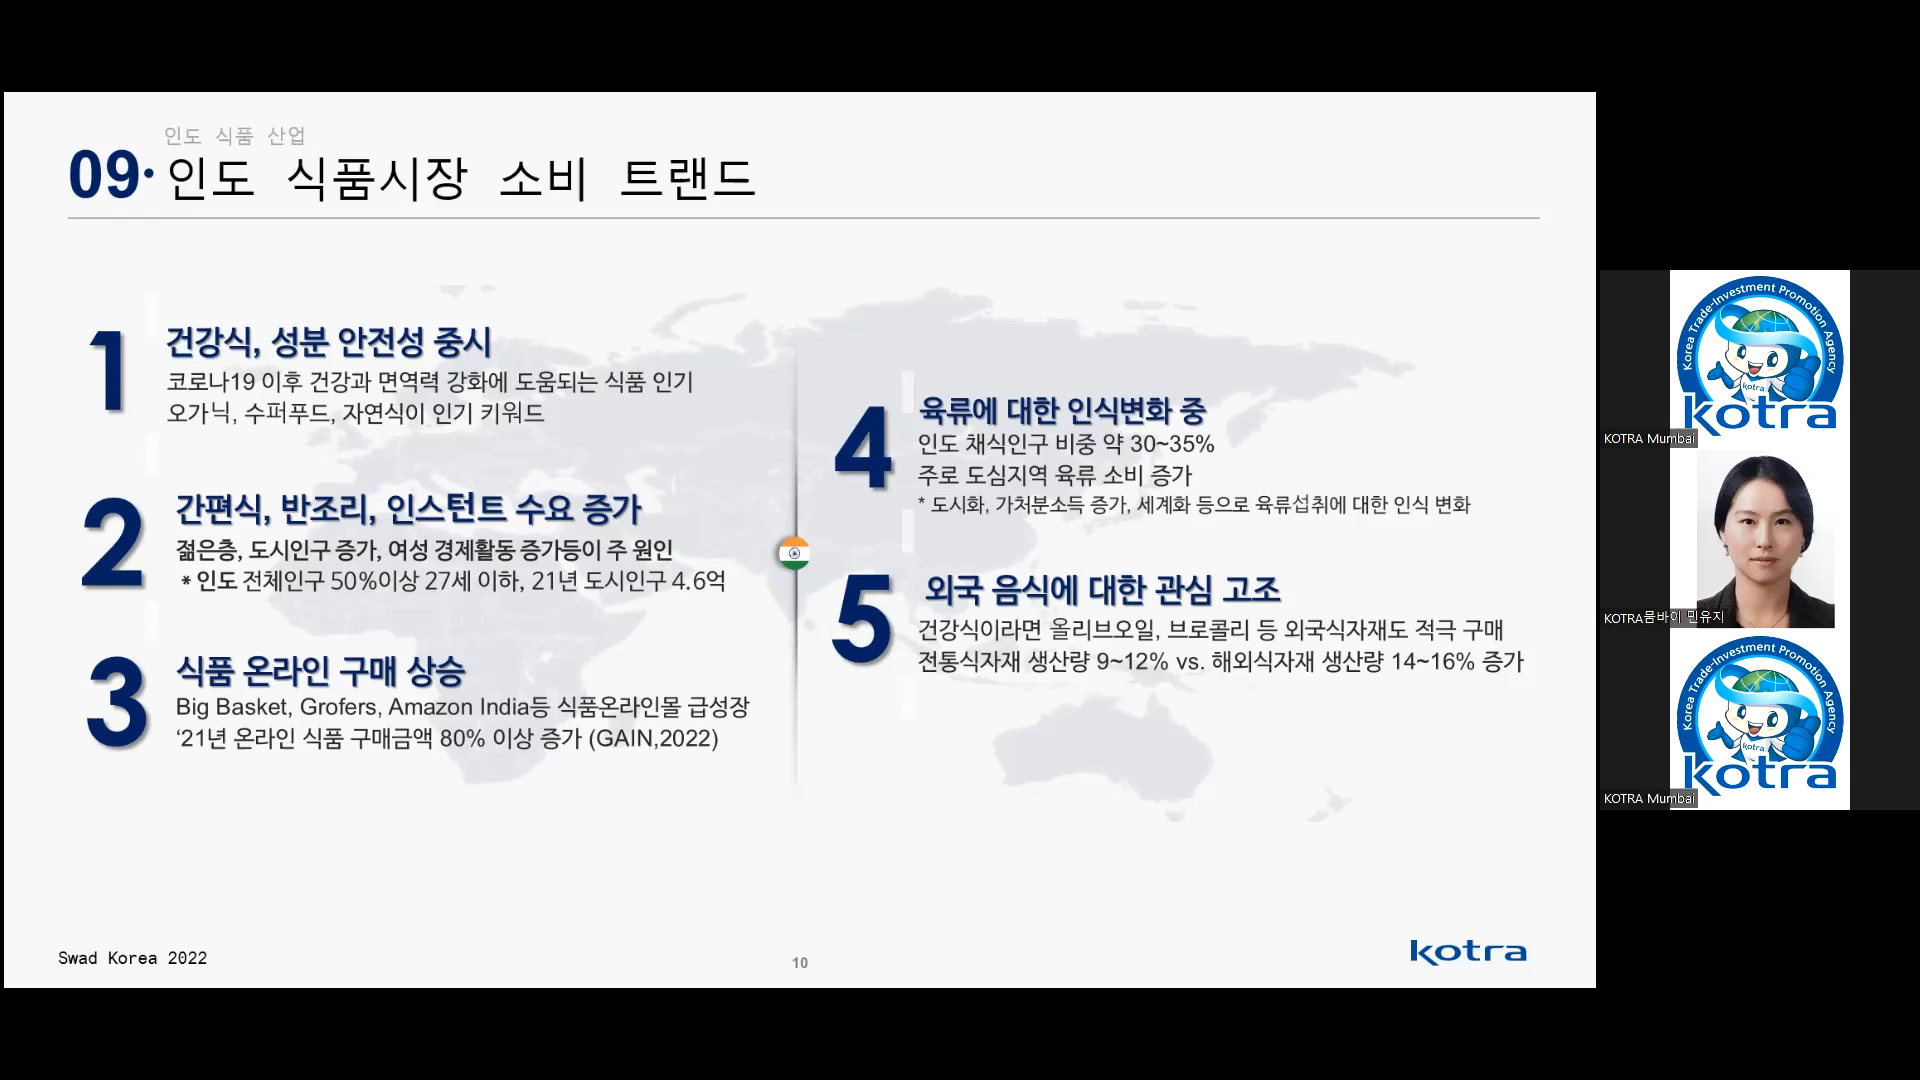 인도 식품 산업
09. 인도 식품시장 소비 트랜드
1 건강식, 성분 안전성 중시
코로나19 이후 건강과 면역력 강화에 도움되는 식품 인기
오가닉, 수퍼푸드, 자연식이 인기 키워드
2 간편식, 반조리, 인스턴트 수요 증가
젊은층, 도시인구 증가, 여성 경제활동 증가등이 주 원인
* 인도 전체인구 50%이상 27세 이하, 21년 도시인구 4.6억
3 식품 온라인 구매 상승
Big Basket, Grofers, Amazon India등 식품온라인몰 급성장
‘21년 온라인 식품 구매금액 80% 이상 증가 (GAIN,2022)
4 육류에 대한 인식변화 중
인도 채식인구 비중 약 30~35%
주로 도심지역 육류 소비 증가
* 도시화, 가처분소득 증가, 세계화 등으로 육류섭취에 대한 인식 변화
5 외국 음식에 대한 관심 고조
건강식이라면 올리브오일, 브로콜리 등 외국식자재도 적극 구매
전통식자재 생산량 9~12% vs. 해외식자재 생산량 14~16% 증가
Swad Korea 2022
10
kotra
Korea Trade-Investment Promotion Agency
kotra
kotra
KOTRA Mumbai
KOTRA뭄바이 민유지
Korea Trade-Investment Promotion Agency
kotra
kotra
KOTRA Mumbai